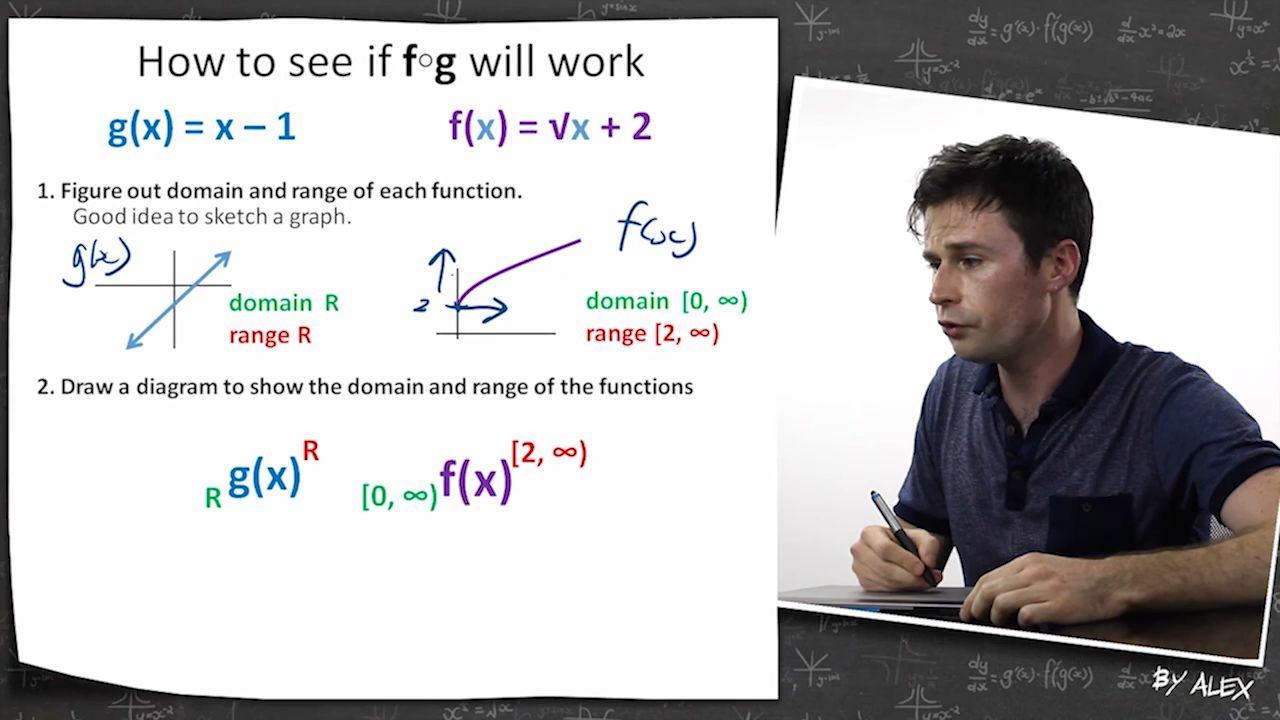 How to see if f∘g will work
g(x) = x – 1
f(x) = √x + 2
1. Figure out domain and range of each function.
Good idea to sketch a graph.
g(x)
domain R
range R
f(x)
2
domain [0, ∞)
range [2, ∞)
2. Draw a diagram to show the domain and range of the functions
R g(x) R
[0, ∞) f(x) [2, ∞)
BY ALEX